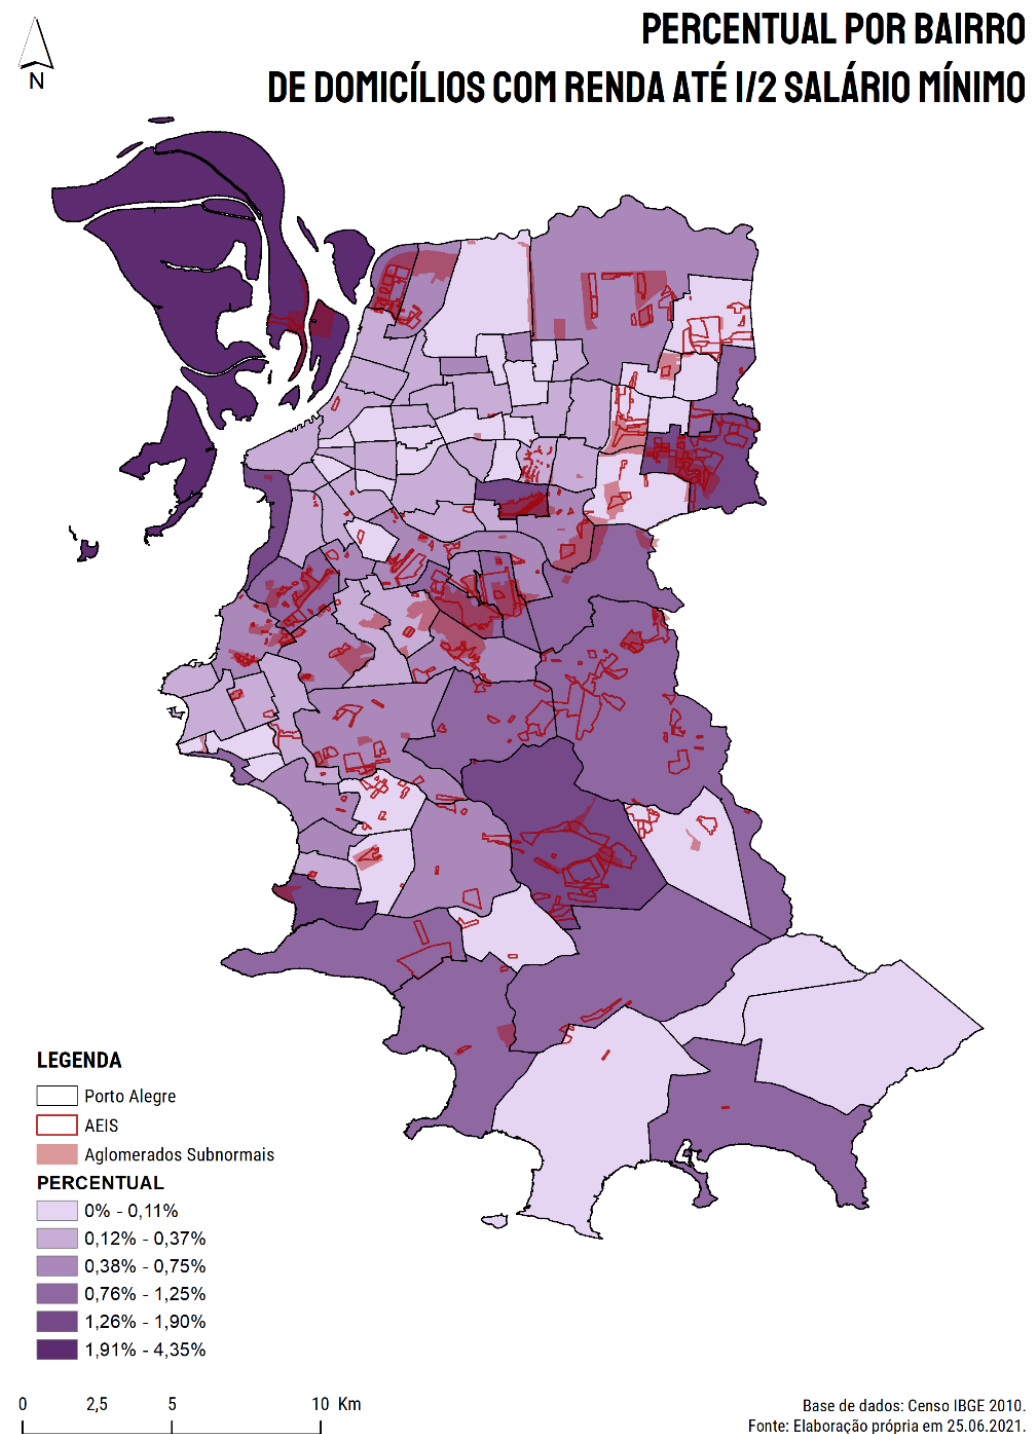 PERCENTUAL POR BAIRRO
DE DOMICÍLIOS COM RENDA ATÉ 1/2 SALÁRIO MÍNIMO
N
LEGENDA
Porto Alegre
AEIS
Aglomerados Subnormais
PERCENTUAL
0% - 0,11%
0,12% - 0,37%
0,38% - 0,75%
0,76% - 1,25%
1,26% - 1,90%
1,91% - 4,35%
0 2,5 5 10 Km
Base de dados: Censo IBGE 2010.
Fonte: Elaboração própria em 25.06.2021.